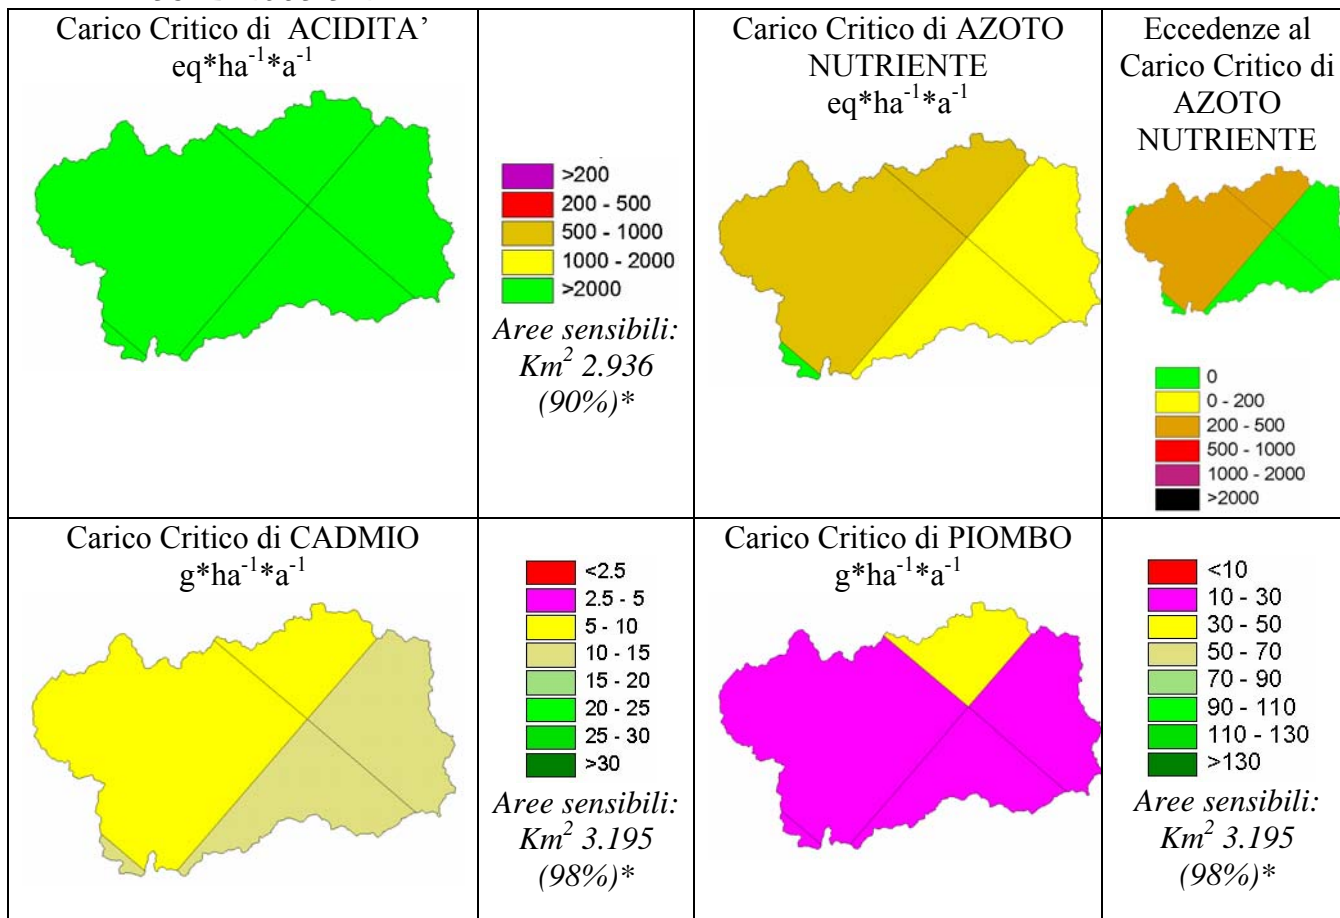 Carico Critico di ACIDITA’
eq*ha⁻¹*a⁻¹
>200
200 - 500
500 - 1000
1000 - 2000
>2000
Aree sensibili:
Km² 2.936
(90%)*
Carico Critico di AZOTO
NUTRIENTE
eq*ha⁻¹*a⁻¹
Eccedenze al
Carico Critico di
AZOTO
NUTRIENTE
0
0 - 200
200 - 500
500 - 1000
1000 - 2000
>2000
Carico Critico di CADMIO
g*ha⁻¹*a⁻¹
<2.5
2.5 - 5
5 - 10
10 - 15
15 - 20
20 - 25
25 - 30
>30
Aree sensibili:
Km² 3.195
(98%)*
Carico Critico di PIOMBO
g*ha⁻¹*a⁻¹
<10
10 - 30
30 - 50
50 - 70
70 - 90
90 - 110
110 - 130
>130
Aree sensibili:
Km² 3.195
(98%)*